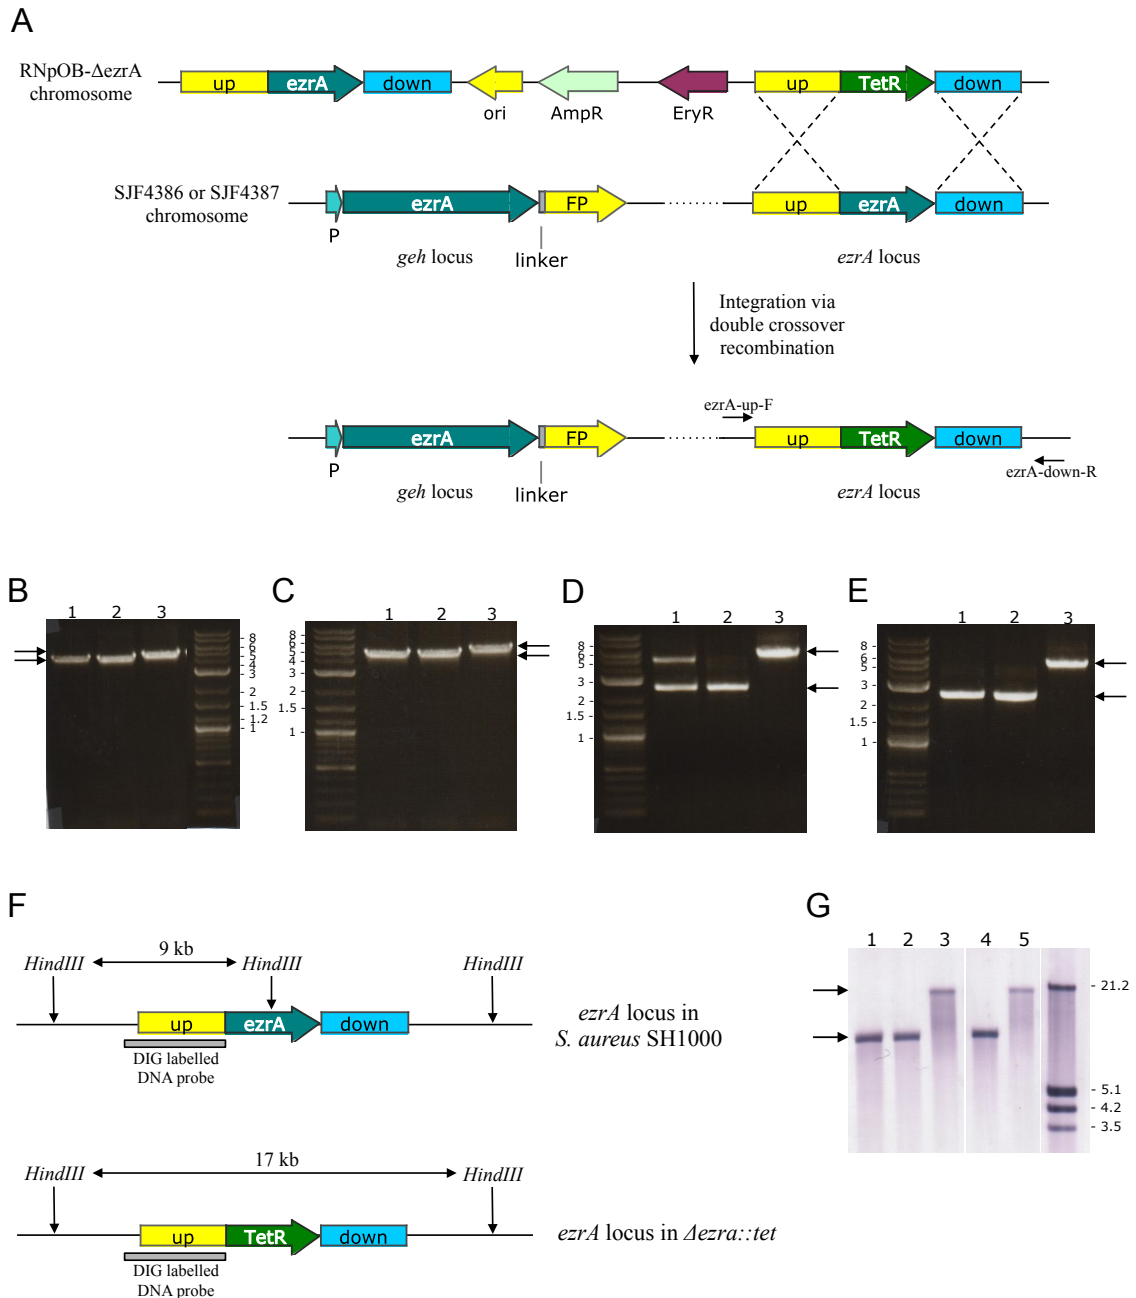 A
RNpOB-ΔezrA
chromosome
up ezrA down ori AmpR EryR up TetR down
SJF4386 or SJF4387
chromosome
P ezrA FP up ezrA down
linker
geh locus
ezrA locus
Integration via
double crossover
recombination
ezrA-up-F
P ezrA FP up TetR down
ezrA-down-R
linker
geh locus
ezrA locus
B
1 2 3
- 8
- 6
- 5
- 4
- 3
- 2
- 1.5
- 1.2
- 1
C
1 2 3
8 -
6 -
5 -
4 -
3 -
2 -
1.5 -
1 -
D
1 2 3
8 -
6 -
5 -
3 -
2 -
1.5 -
1 -
E
1 2 3
8 -
6 -
5 -
3 -
2 -
1.5 -
1 -
F
9 kb
HindIII HindIII HindIII
up ezrA down
DIG labelled
DNA probe
ezrA locus in
S. aureus SH1000
17 kb
HindIII HindIII
up TetR down
DIG labelled
DNA probe
ezrA locus in Δezra::tet
G
1 2 3 4 5
- 21.2
- 5.1
- 4.2
- 3.5